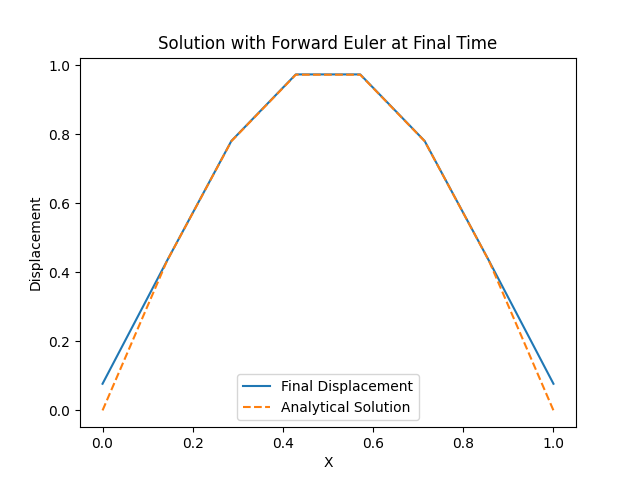 Solution with Forward Euler at Final Time
1.0
0.8
0.6
0.4
0.2
0.0
Displacement
Final Displacement
Analytical Solution
0.0 0.2 0.4 0.6 0.8 1.0
X